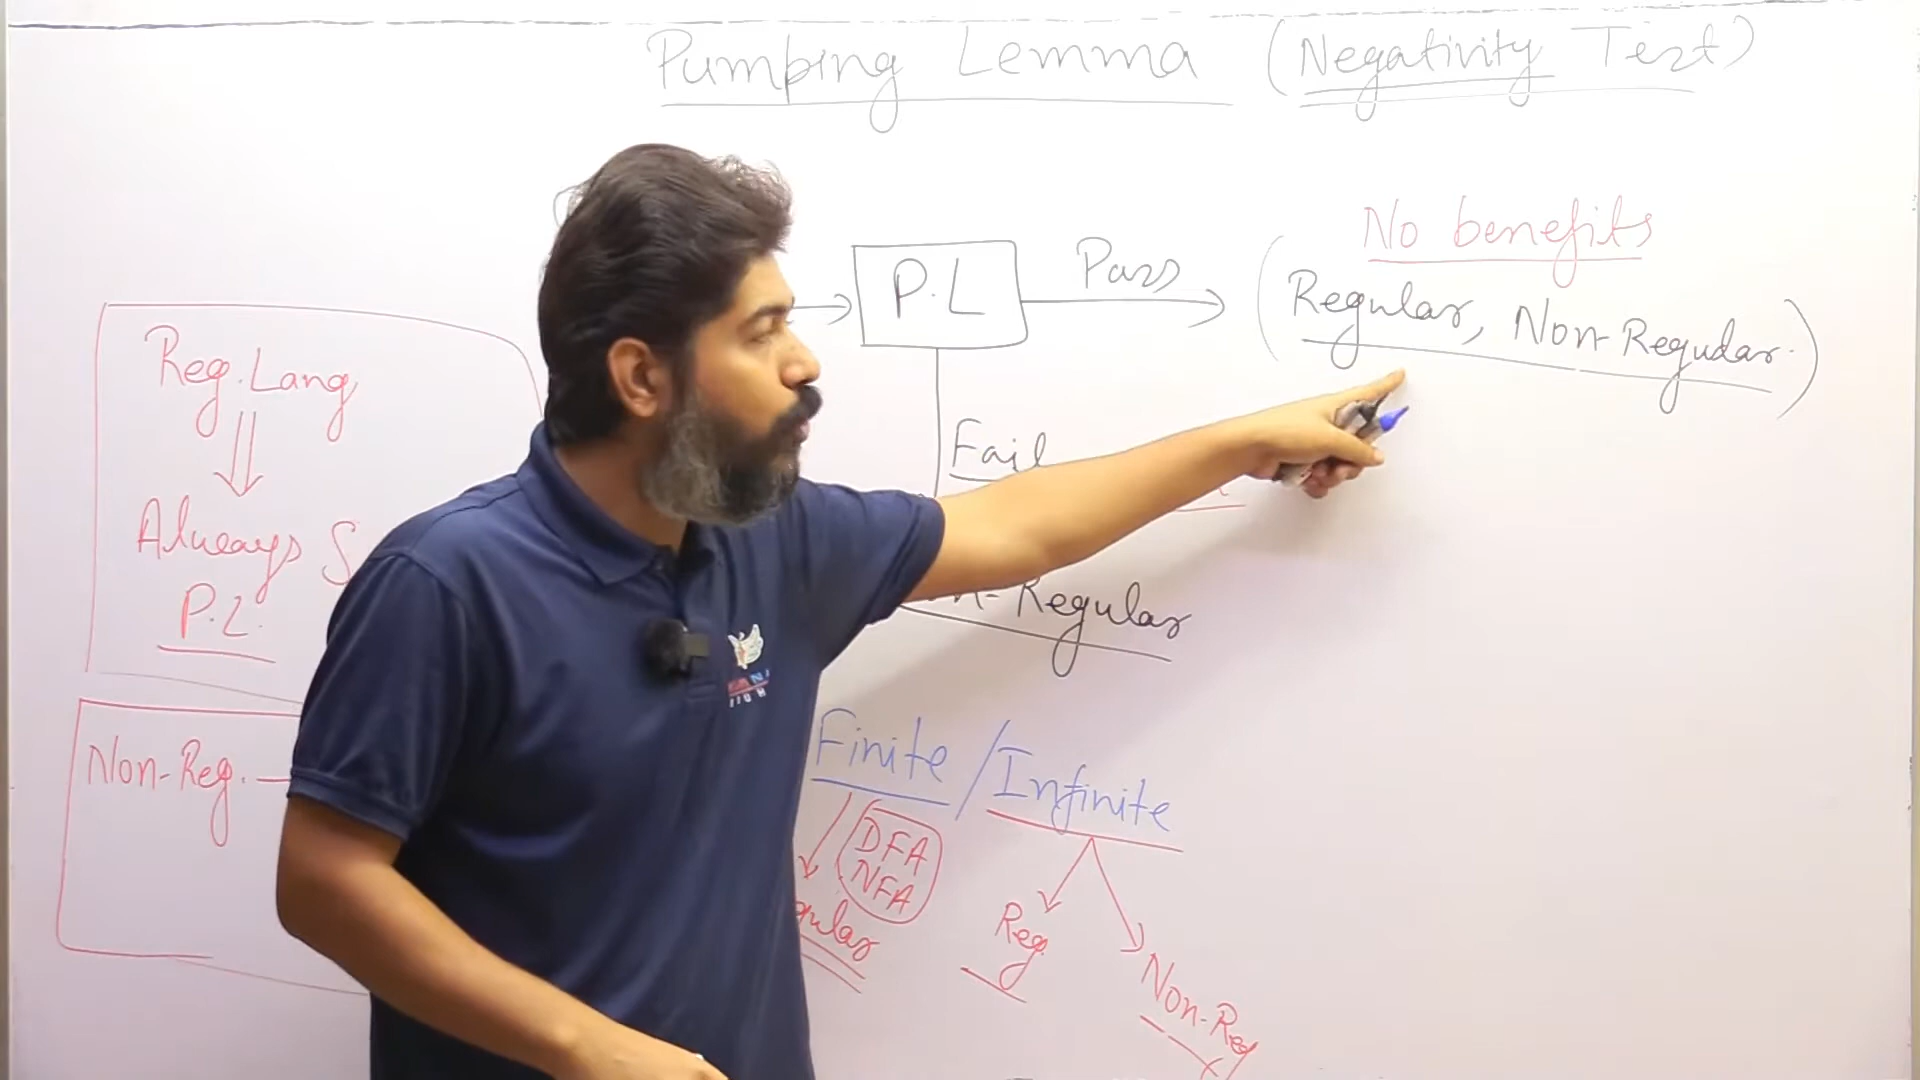 Pumping Lemma (Negativity Test)
No benefits
P.L
Pass
(Regular, Non-Regular.)
Reg. Lang
Fail
Always
P.L.
Regular
Non-Reg.
Finite / Infinite
DFA
NFA
Reg.
Non-Reg